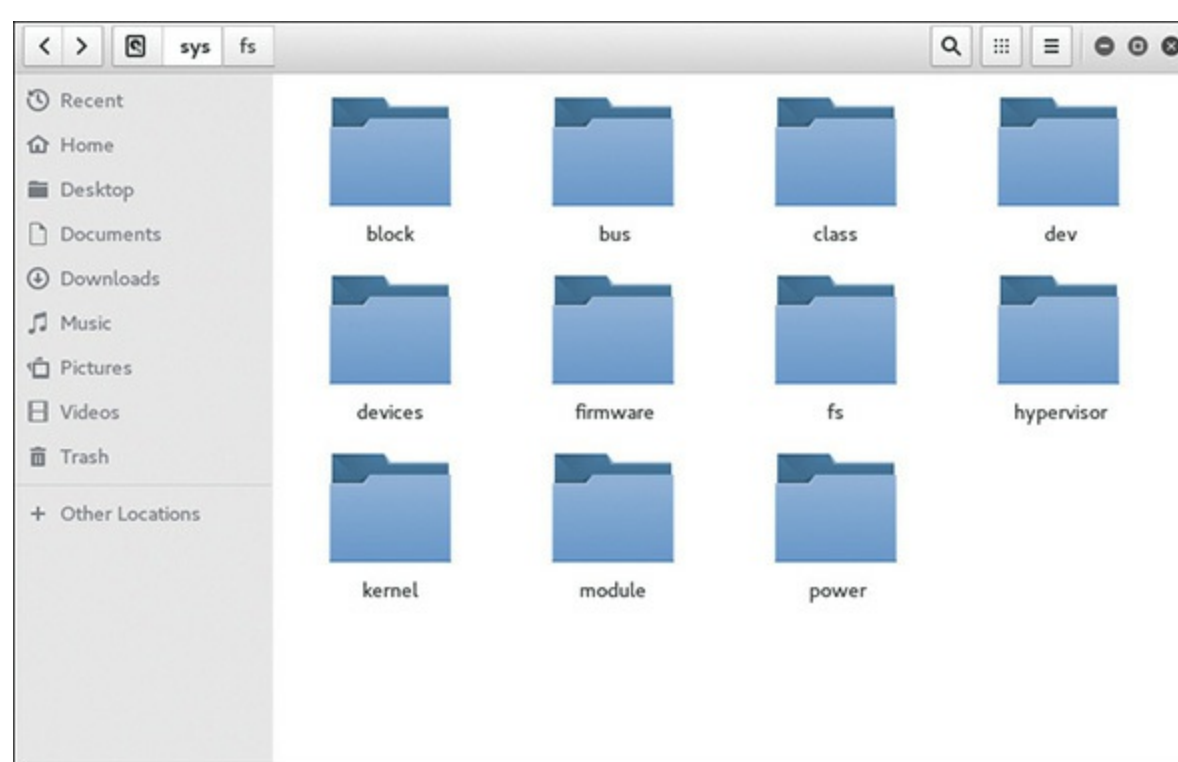 sys fs
Recent
Home
Desktop
Documents
Downloads
Music
Pictures
Videos
Trash
Other Locations
block bus class dev
devices firmware fs hypervisor
kernel module power